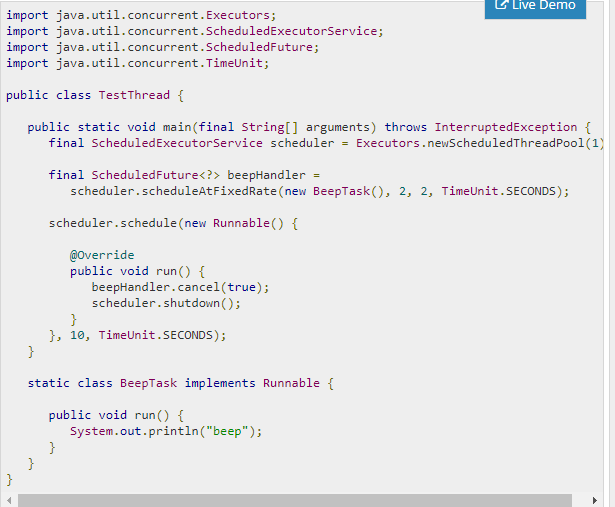 Live Demo
import java.util.concurrent.Executors;
import java.util.concurrent.ScheduledExecutorService;
import java.util.concurrent.ScheduledFuture;
import java.util.concurrent.TimeUnit;

public class TestThread {

   public static void main(final String[] arguments) throws InterruptedException {
      final ScheduledExecutorService scheduler = Executors.newScheduledThreadPool(1)

      final ScheduledFuture<?> beepHandler =
         scheduler.scheduleAtFixedRate(new BeepTask(), 2, 2, TimeUnit.SECONDS);

      scheduler.schedule(new Runnable() {

         @Override
         public void run() {
            beepHandler.cancel(true);
            scheduler.shutdown();
         }
      }, 10, TimeUnit.SECONDS);
   }

   static class BeepTask implements Runnable {

      public void run() {
         System.out.println("beep");
      }
   }
}